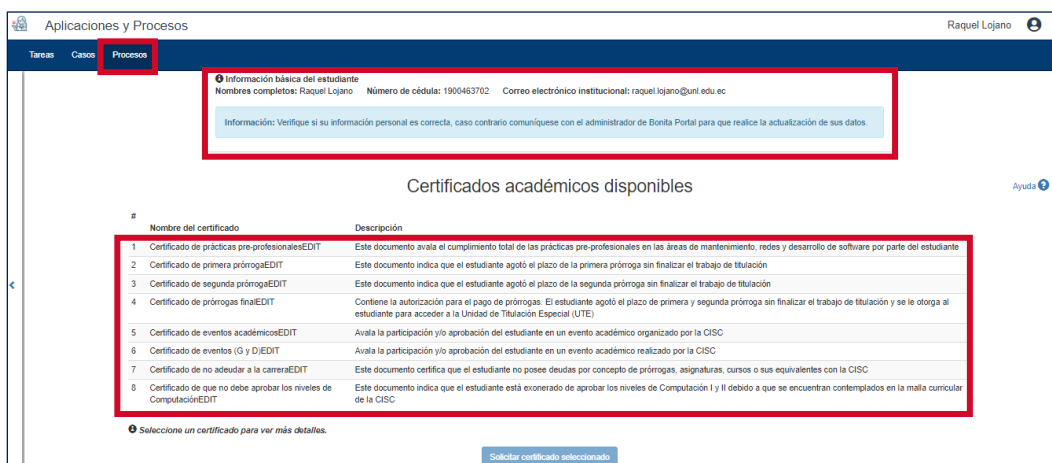 Aplicaciones y Procesos
Raquel Lojano
Tareas Casos Procesos
Información básica del estudiante
Nombres completos: Raquel Lojano Número de cédula: 1900463702 Correo electrónico institucional: raquel.lojano@unl.edu.ec
Información: Verifique si su información personal es correcta, caso contrario comuníquese con el administrador de Bonita Portal para que realice la actualización de sus datos.
Certificados académicos disponibles
Ayuda
#
Nombre del certificado Descripción
1 Certificado de prácticas pre-profesionalesEDIT Este documento avala el cumplimiento total de las prácticas pre-profesionales en las áreas de mantenimiento, redes y desarrollo de software por parte del estudiante
2 Certificado de primera prórrogaEDIT Este documento indica que el estudiante agotó el plazo de la primera prórroga sin finalizar el trabajo de titulación
3 Certificado de segunda prórrogaEDIT Este documento indica que el estudiante agotó el plazo de la segunda prórroga sin finalizar el trabajo de titulación
4 Certificado de prórrogas finalEDIT Contiene la autorización para el pago de prórrogas. El estudiante agotó el plazo de primera y segunda prórroga sin finalizar el trabajo de titulación y se le otorga al
estudiante para acceder a la Unidad de Titulación Especial (UTE)
5 Certificado de eventos académicosEDIT Avala la participación y/o aprobación del estudiante en un evento académico organizado por la CISC
6 Certificado de eventos (G y D)EDIT Avala la participación y/o aprobación del estudiante en un evento académico realizado por la CISC
7 Certificado de no adeudar a la carreraEDIT Este documento certifica que el estudiante no posee deudas por concepto de prórrogas, asignaturas, cursos o sus equivalentes con la CISC
8 Certificado de que no debe aprobar los niveles de Este documento indica que el estudiante está exonerado de aprobar los niveles de Computación I y II debido a que se encuentran contemplados en la malla curricular
ComputaciónEDIT de la CISC
Seleccione un certificado para ver más detalles.
Solicitar certificado seleccionado